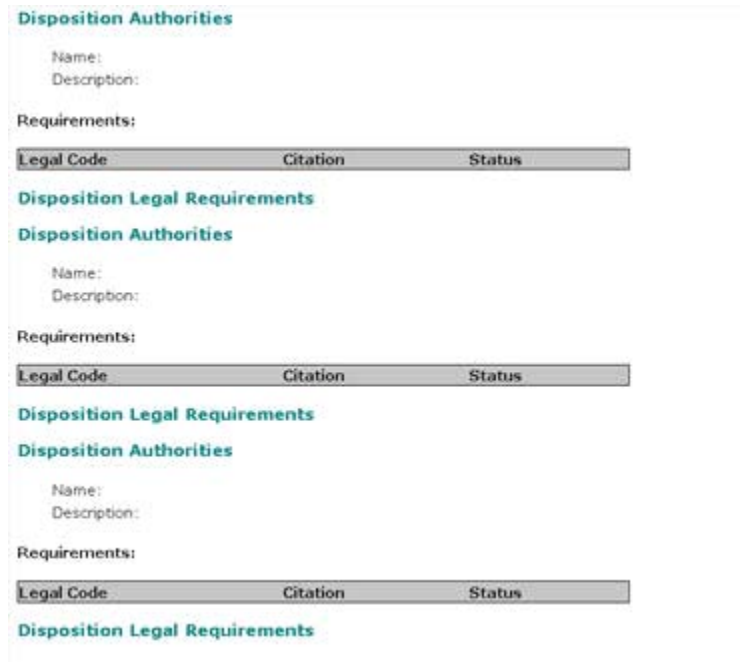 Disposition Authorities
Name:
Description:
Requirements:
Legal Code Citation Status
Disposition Legal Requirements
Disposition Authorities
Name:
Description:
Requirements:
Legal Code Citation Status
Disposition Legal Requirements
Disposition Authorities
Name:
Description:
Requirements:
Legal Code Citation Status
Disposition Legal Requirements